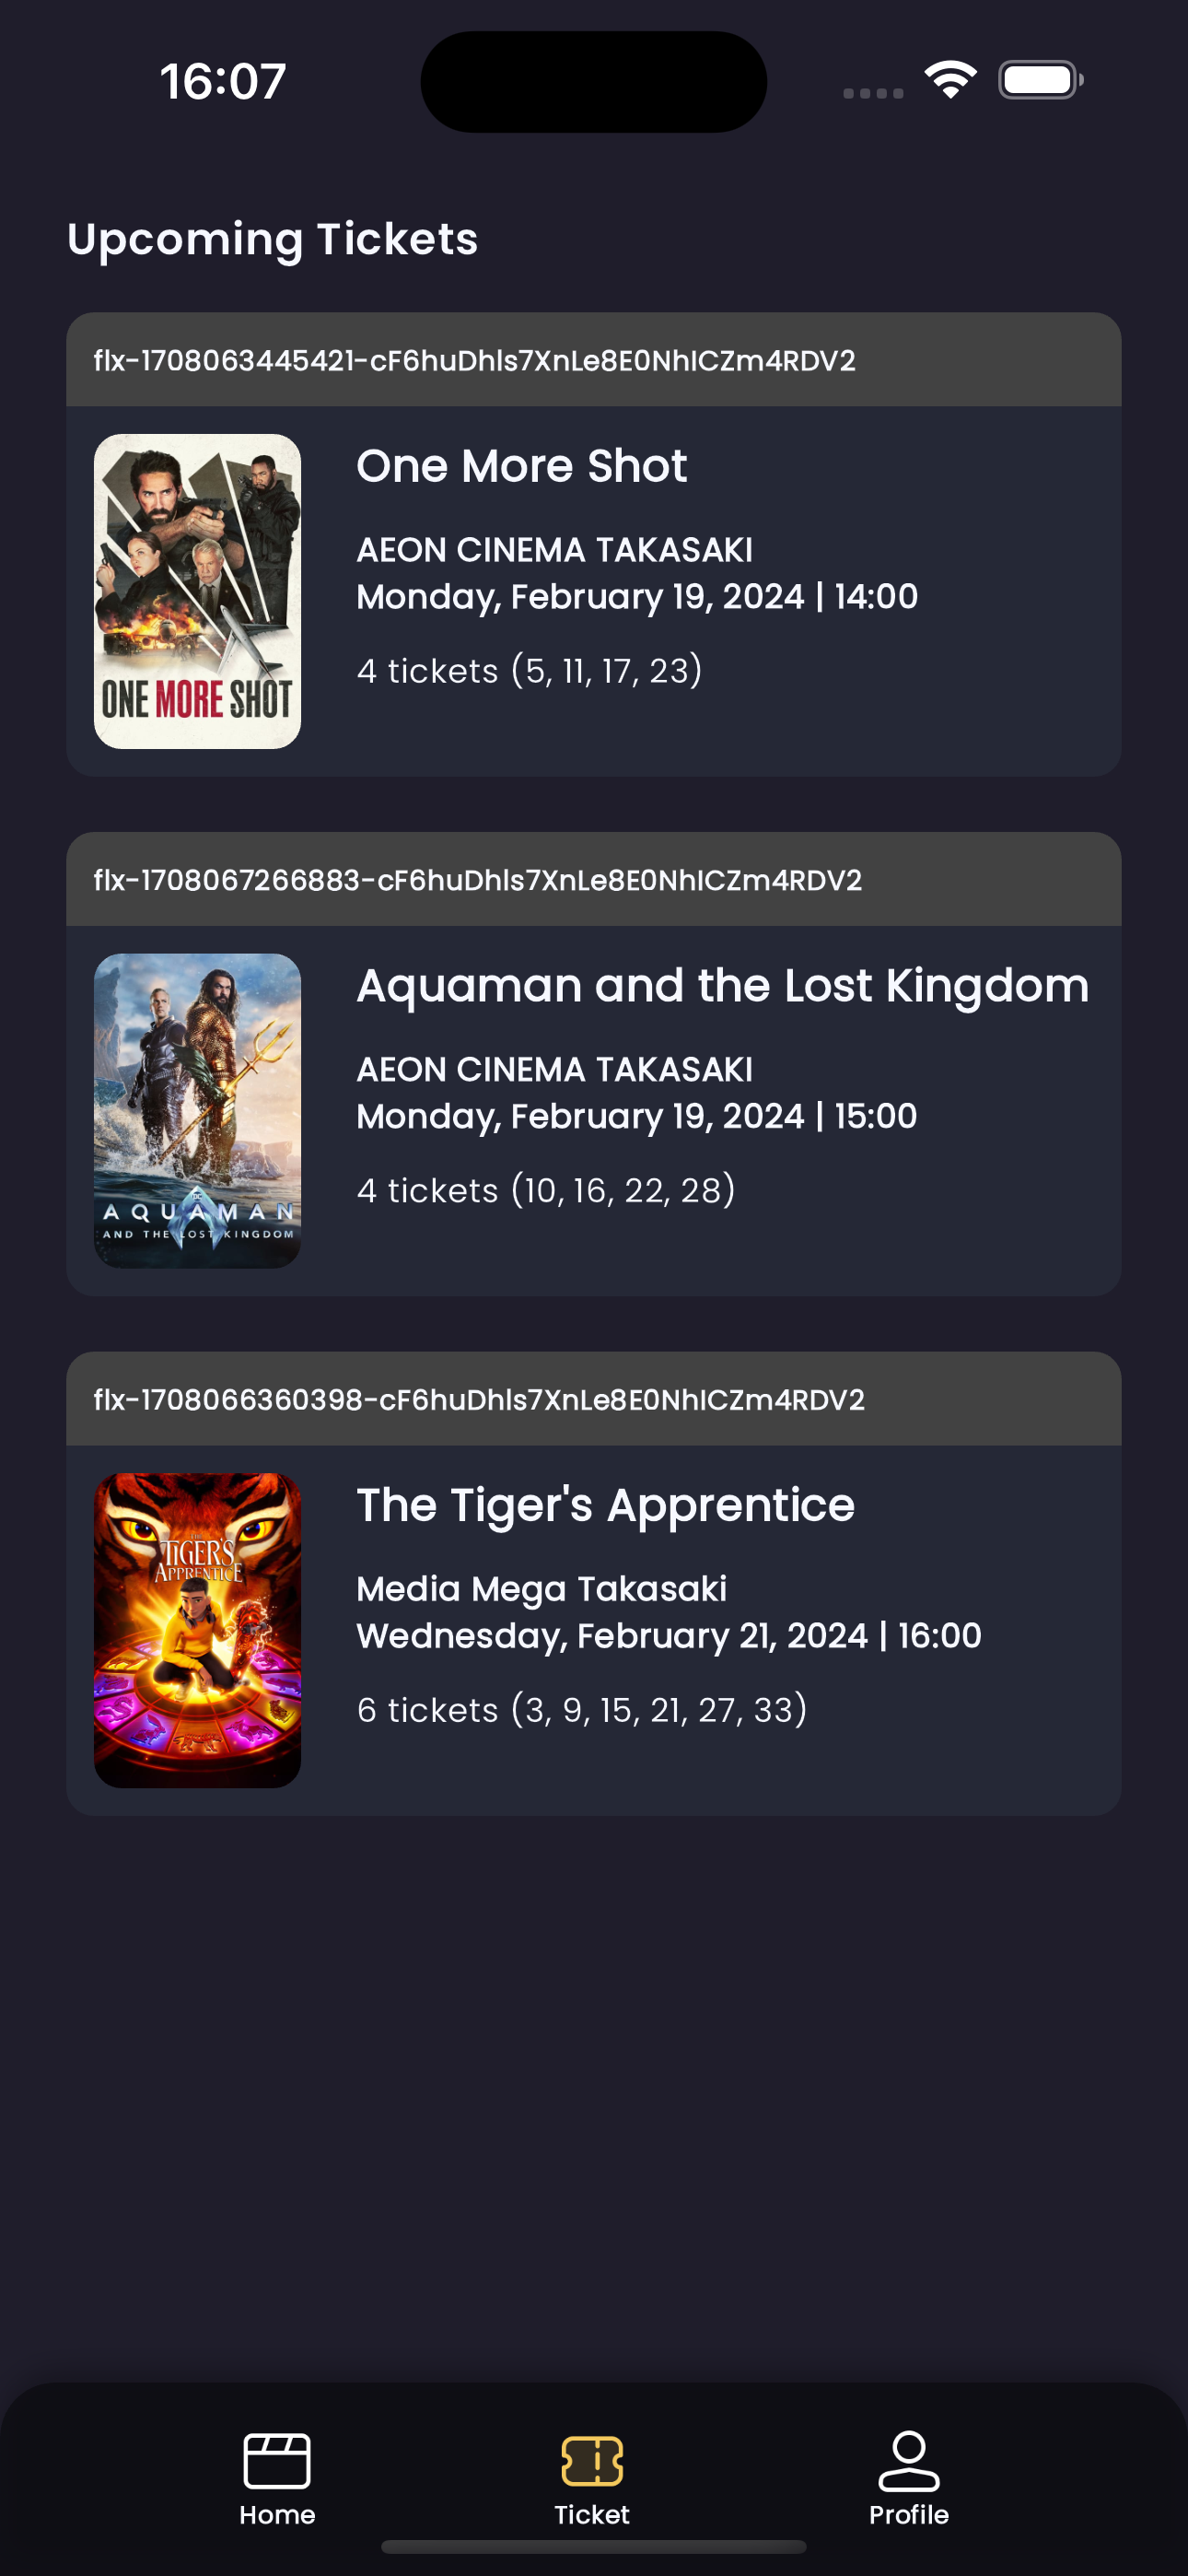 16:07
Upcoming Tickets
flx-1708063445421-cF6huDhls7XnLe8E0NhICZm4RDV2
ONE MORE SHOT
One More Shot
AEON CINEMA TAKASAKI
Monday, February 19, 2024 | 14:00
4 tickets (5, 11, 17, 23)
flx-1708067266883-cF6huDhls7XnLe8E0NhICZm4RDV2
AQUAMAN
AND THE LOST KINGDOM
Aquaman and the Lost Kingdom
AEON CINEMA TAKASAKI
Monday, February 19, 2024 | 15:00
4 tickets (10, 16, 22, 28)
flx-1708066360398-cF6huDhls7XnLe8E0NhICZm4RDV2
THE
TIGER'S
APPRENTICE
The Tiger's Apprentice
Media Mega Takasaki
Wednesday, February 21, 2024 | 16:00
6 tickets (3, 9, 15, 21, 27, 33)
Home
Ticket
Profile